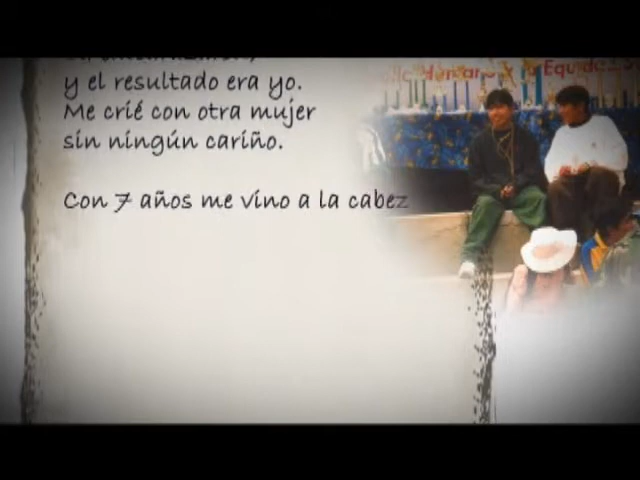 y el resultado era yo.
Me crié con otra mujer
sin ningún cariño.
Con 7 años me vino a la cabez